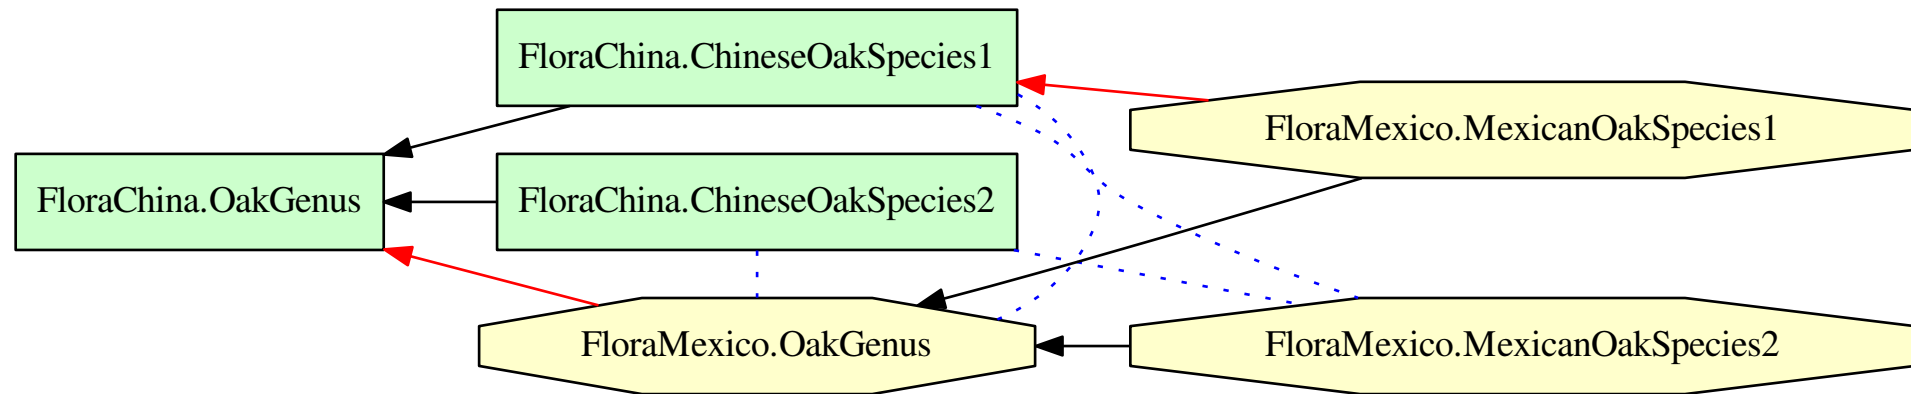 FloraChina.ChineseOakSpecies1
FloraMexico.MexicanOakSpecies1
FloraChina.OakGenus
FloraChina.ChineseOakSpecies2
FloraMexico.OakGenus
FloraMexico.MexicanOakSpecies2